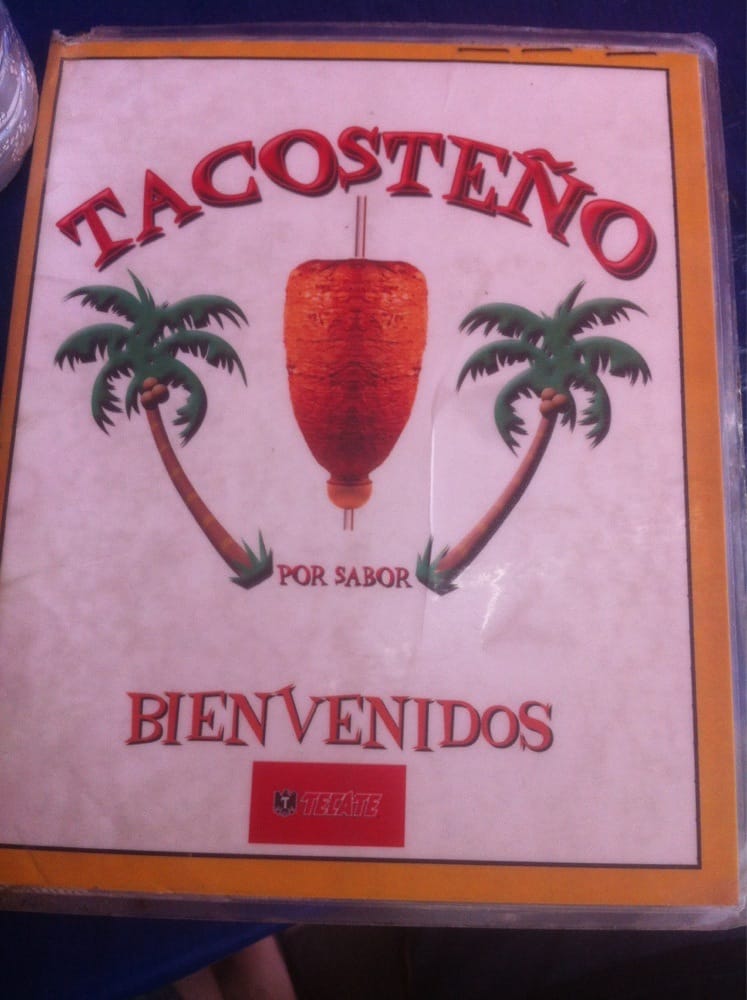 TACOSTEÑO
POR SABOR
BIENVENIDOS
T TECATE